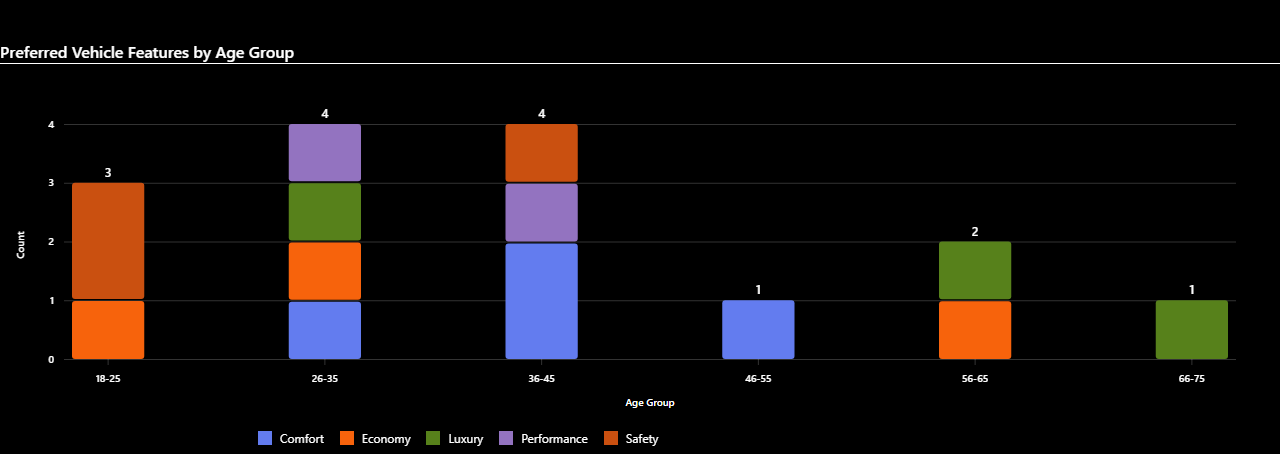 Preferred Vehicle Features by Age Group
4 4
4
3
3
2
2
1 1
1
0
Count
18-25 26-35 36-45 46-55 56-65 66-75
Age Group
Comfort Economy Luxury Performance Safety